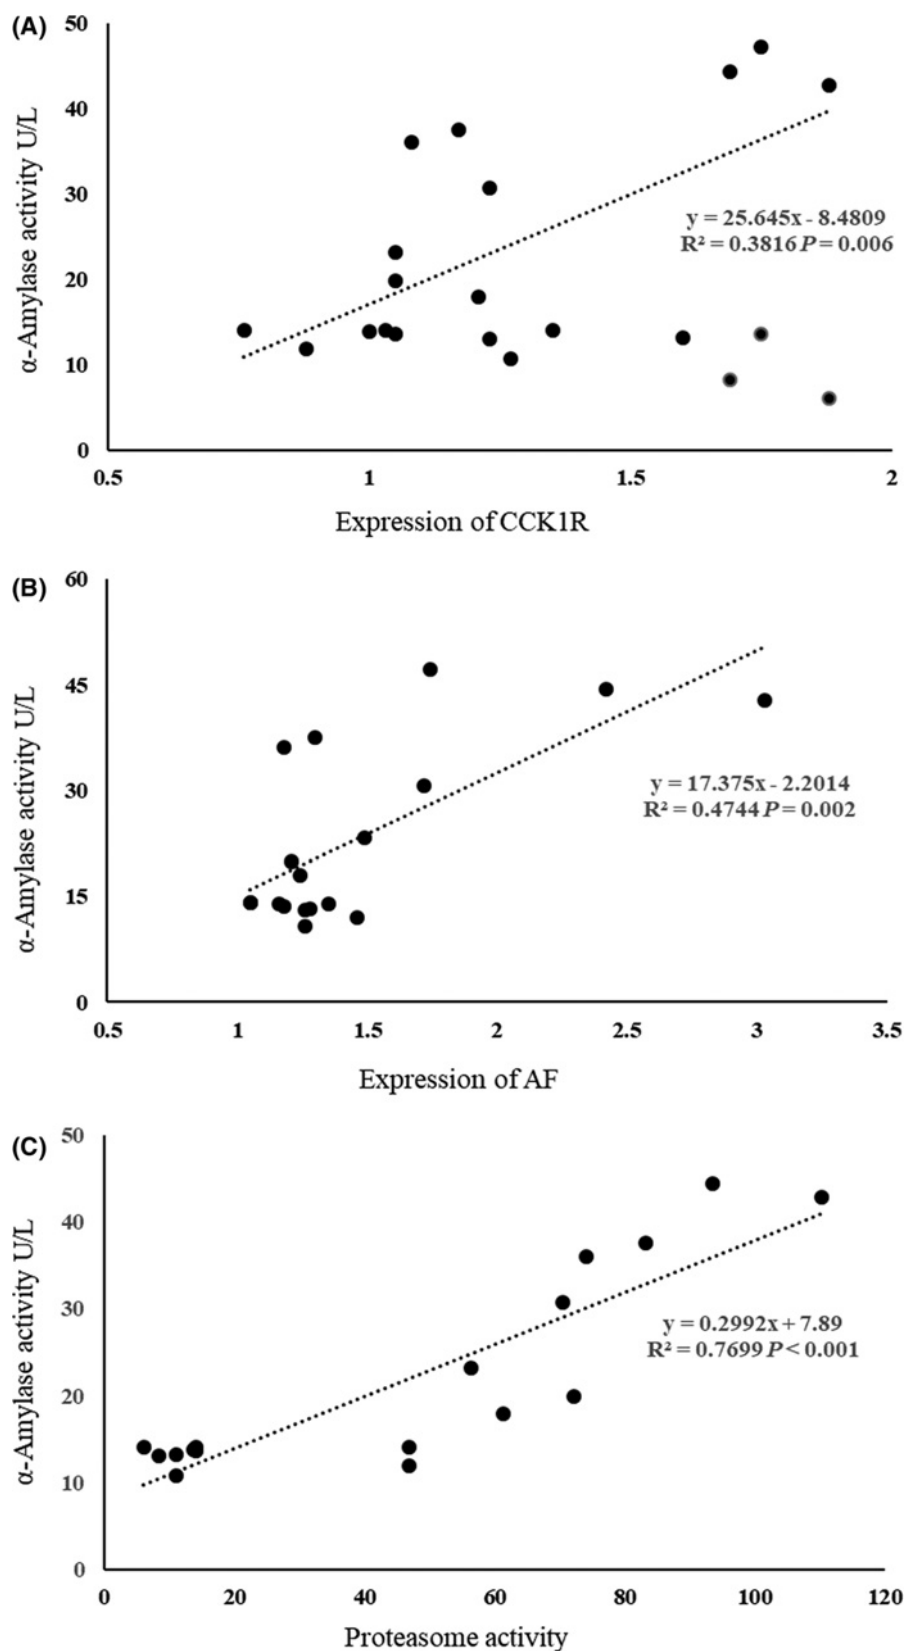 (A)
50
40
30
20
10
0
α-Amylase activity U/L
y = 25.645x - 8.4809
R² = 0.3816 P = 0.006
0.5 1 1.5 2
Expression of CCK1R
(B)
60
45
30
15
0
α-Amylase activity U/L
y = 17.375x - 2.2014
R² = 0.4744 P = 0.002
0.5 1 1.5 2 2.5 3 3.5
Expression of AF
(C)
50
40
30
20
10
0
α-Amylase activity U/L
y = 0.2992x + 7.89
R² = 0.7699 P < 0.001
0 20 40 60 80 100 120
Proteasome activity